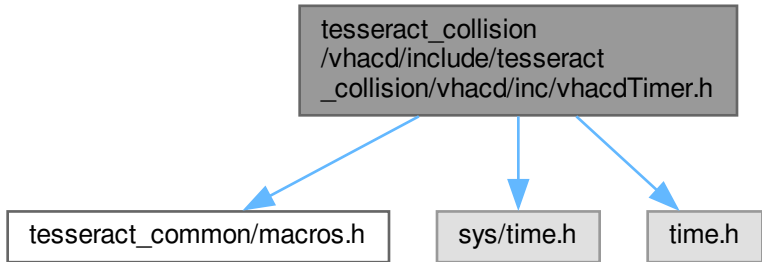 tesseract_collision
/vhacd/include/tesseract
_collision/vhacd/inc/vhacdTimer.h
tesseract_common/macros.h
sys/time.h
time.h